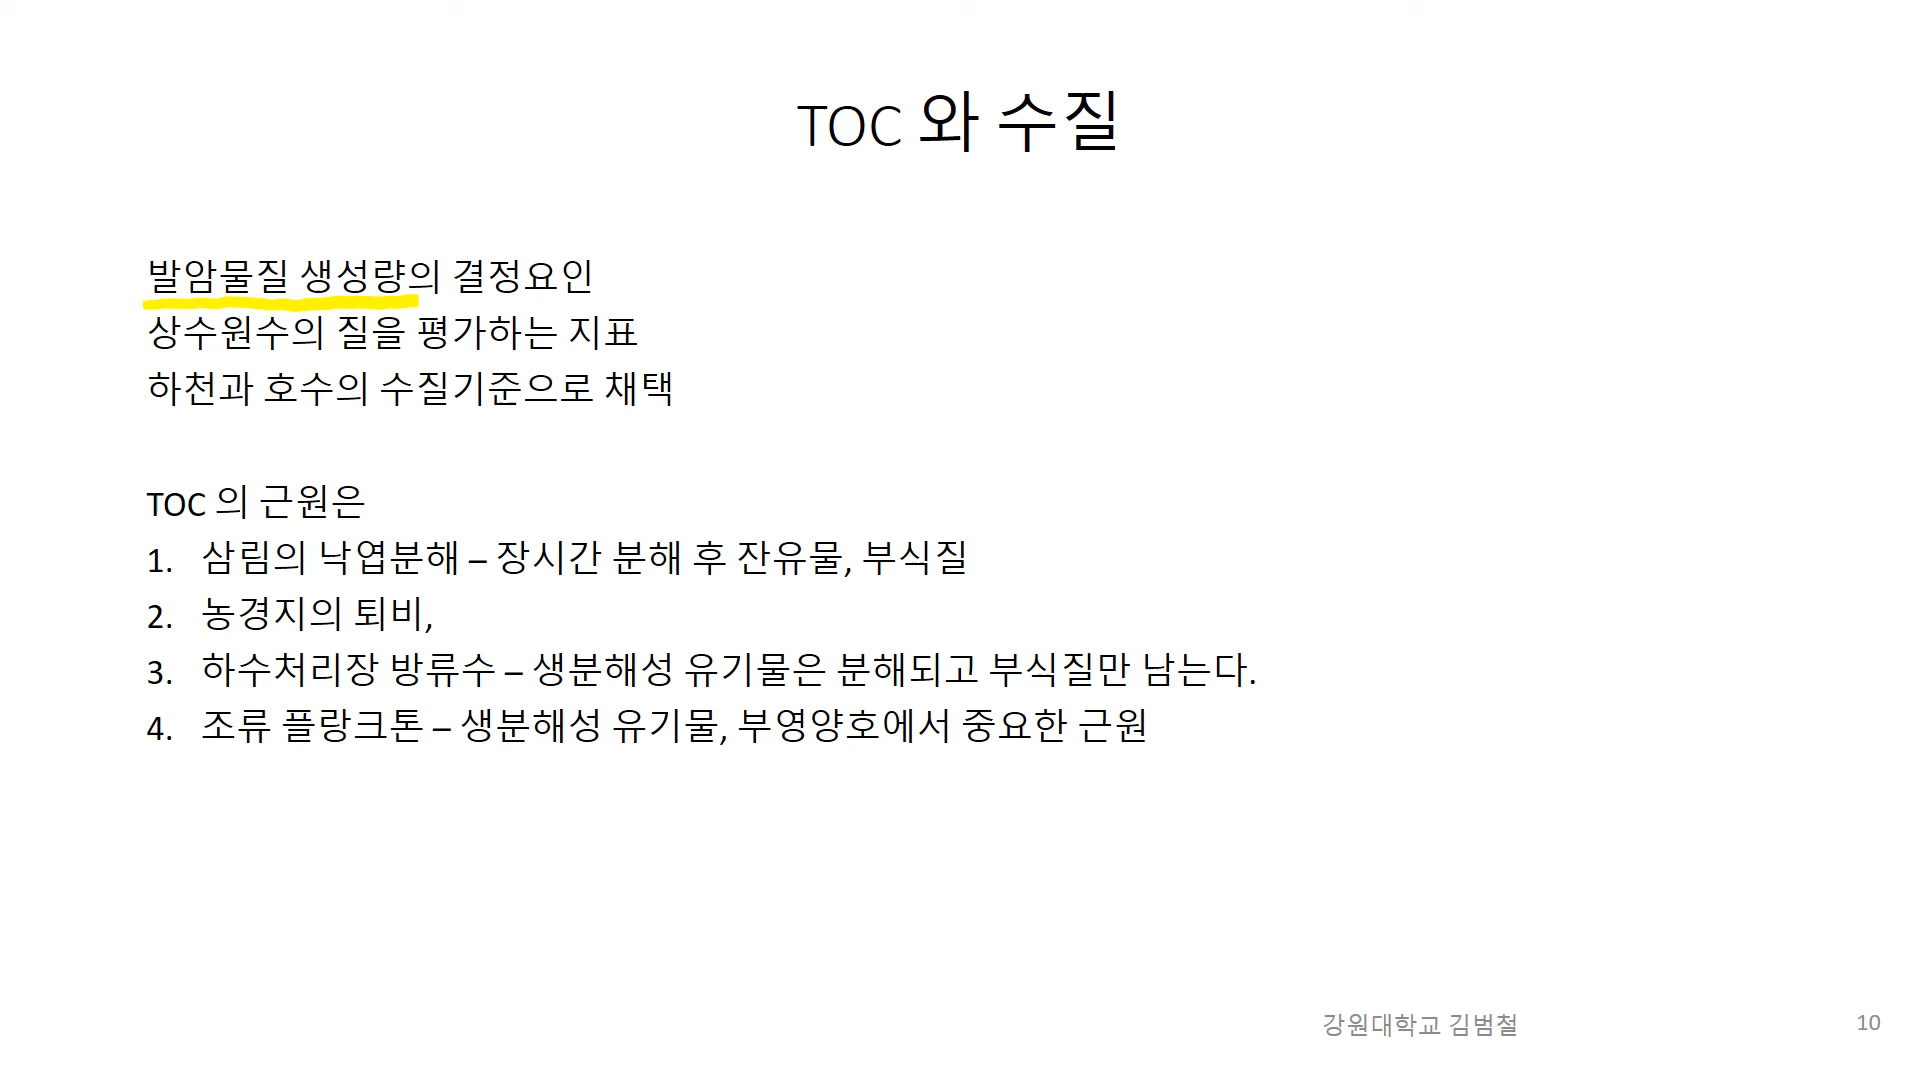 TOC 와 수질
발암물질 생성량의 결정요인
상수원수의 질을 평가하는 지표
하천과 호수의 수질기준으로 채택
TOC 의 근원은
1. 삼림의 낙엽분해 – 장시간 분해 후 잔유물, 부식질
2. 농경지의 퇴비,
3. 하수처리장 방류수 – 생분해성 유기물은 분해되고 부식질만 남는다.
4. 조류 플랑크톤 – 생분해성 유기물, 부영양호에서 중요한 근원
강원대학교 김범철
10